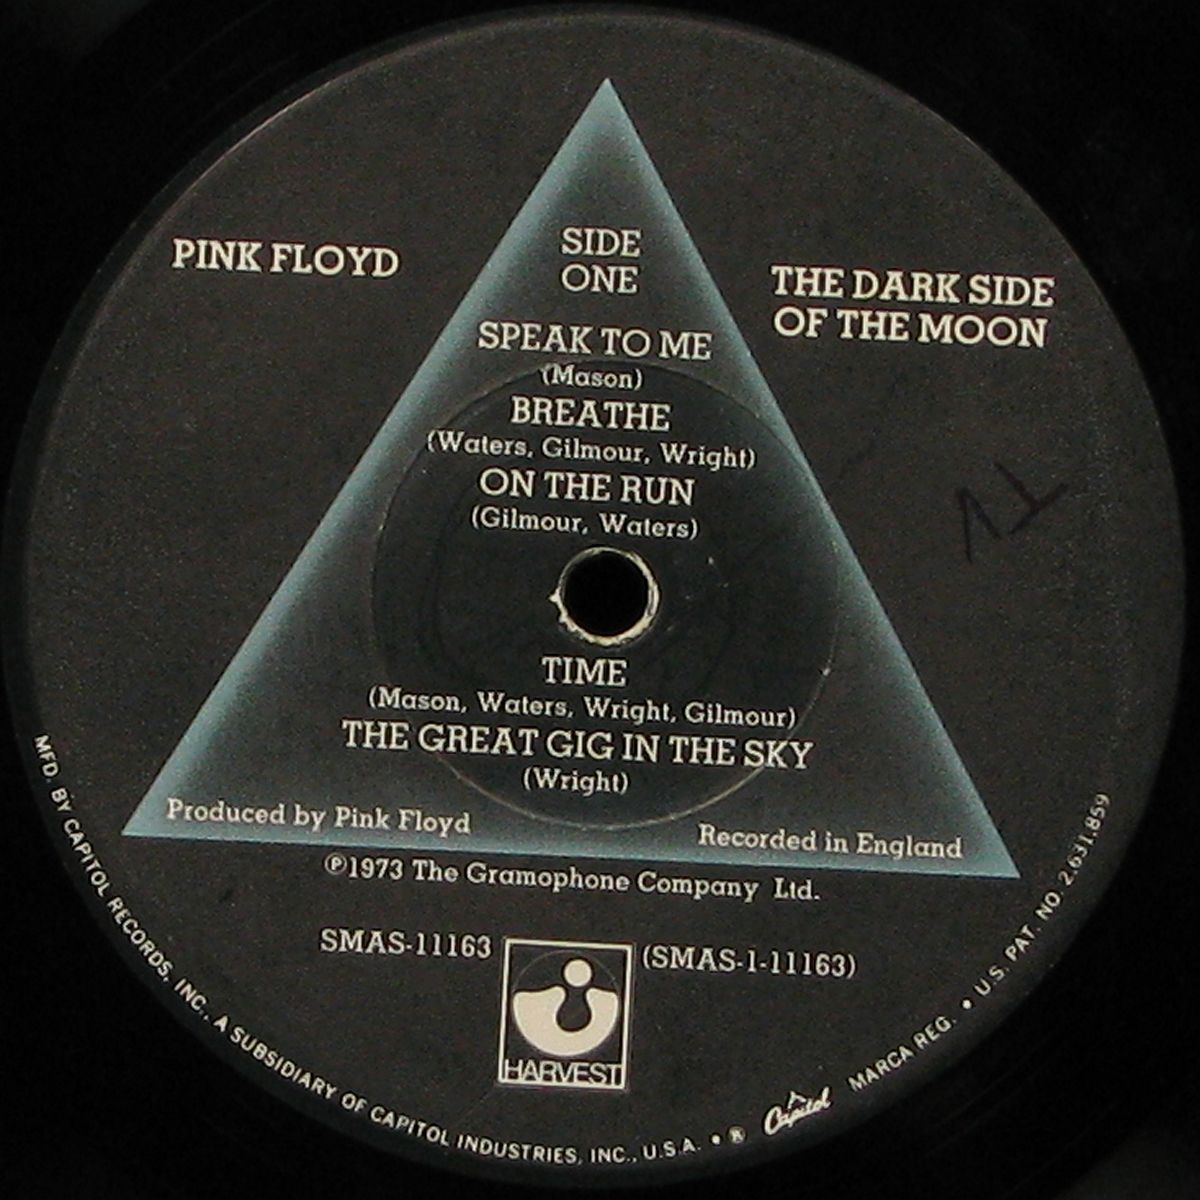 PINK FLOYD
THE DARK SIDE
OF THE MOON
SIDE
ONE
SPEAK TO ME
(Mason)
BREATHE
(Waters, Gilmour, Wright)
ON THE RUN
(Gilmour, Waters)
TIME
(Mason, Waters, Wright, Gilmour)
THE GREAT GIG IN THE SKY
(Wright)
Produced by Pink Floyd
Recorded in England
℗1973 The Gramophone Company Ltd.
SMAS-11163
(SMAS-1-11163)
HARVEST
MFD. BY CAPITOL RECORDS, INC., A SUBSIDIARY OF CAPITOL INDUSTRIES, INC., U.S.A. • ® Capitol MARCA REG. • U.S. PAT. NO. 2,631,859